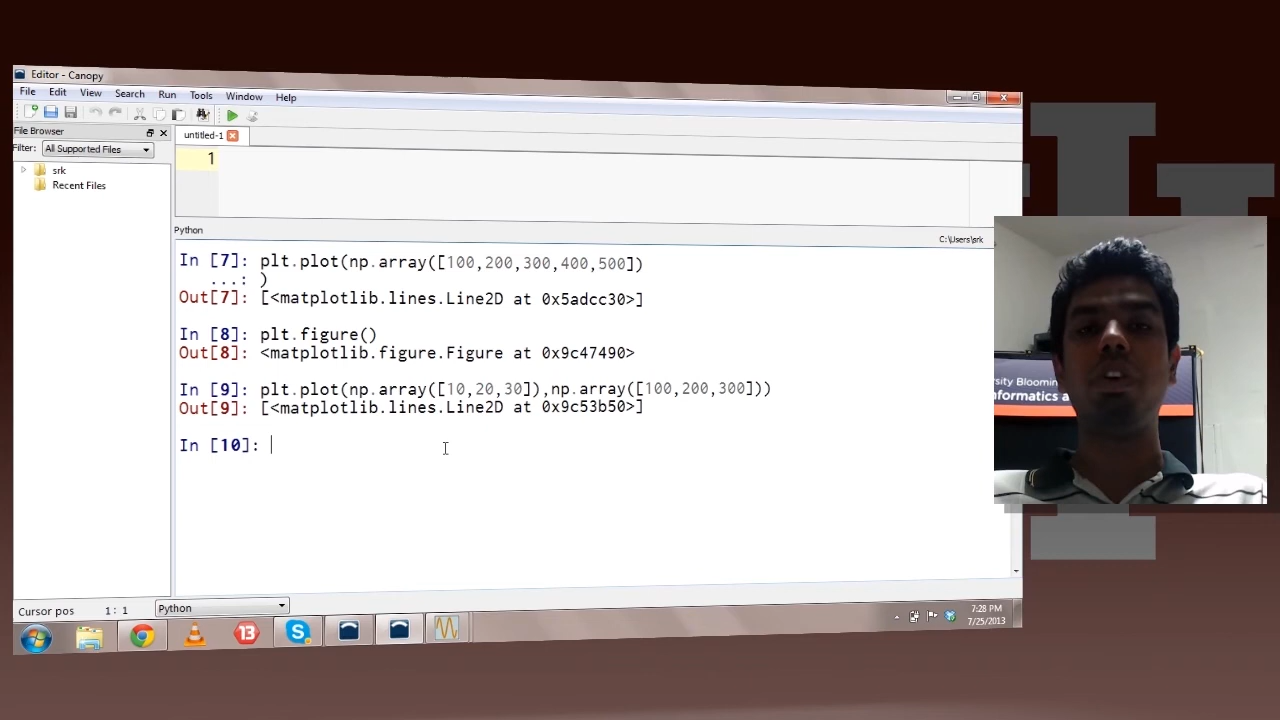 Editor - Canopy
File Edit View Search Run Tools Window Help
File Browser
Filter: All Supported Files
srk
Recent Files
untitled-1
1
Python
C:\Users\srk
In [7]: plt.plot(np.array([100,200,300,400,500])
...: )
Out[7]: [<matplotlib.lines.Line2D at 0x5adcc30>]
In [8]: plt.figure()
Out[8]: <matplotlib.figure.Figure at 0x9c47490>
In [9]: plt.plot(np.array([10,20,30]),np.array([100,200,300]))
Out[9]: [<matplotlib.lines.Line2D at 0x9c53b50>]
In [10]:
Cursor pos 1: 1 Python
13
7:28 PM
7/25/2013
rsity Bloomin
nformatics a